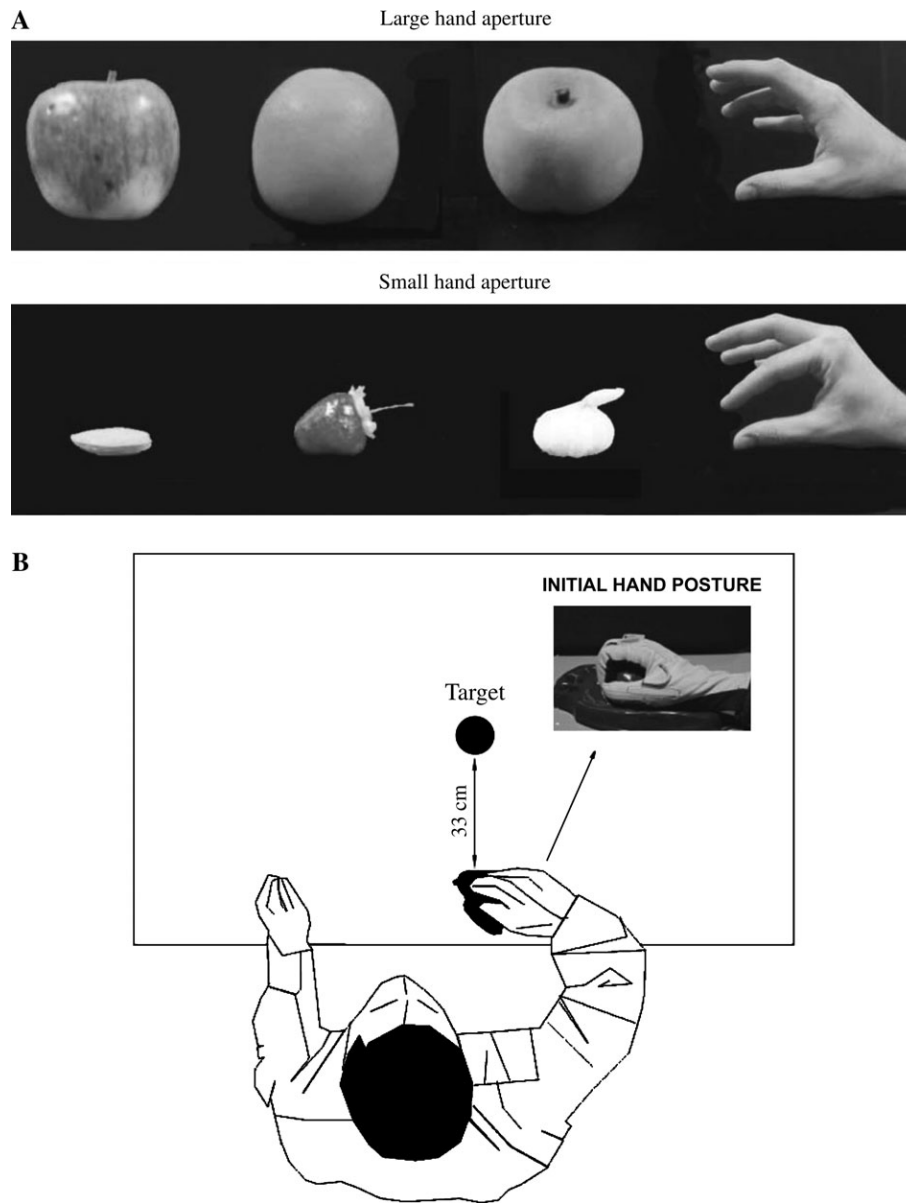 A
Large hand aperture
Small hand aperture
B
INITIAL HAND POSTURE
Target
33 cm